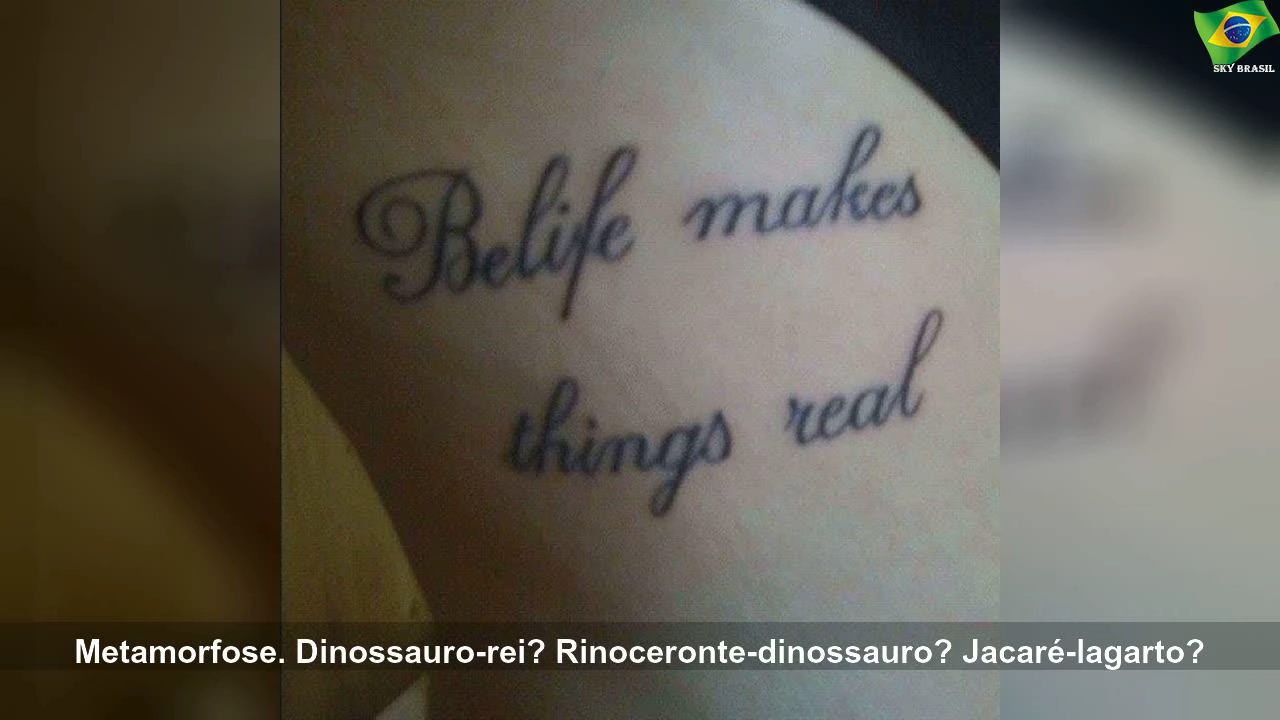 SKY BRASIL
Belife makes
things real
Metamorfose. Dinossauro-rei? Rinoceronte-dinossauro? Jacaré-lagarto?